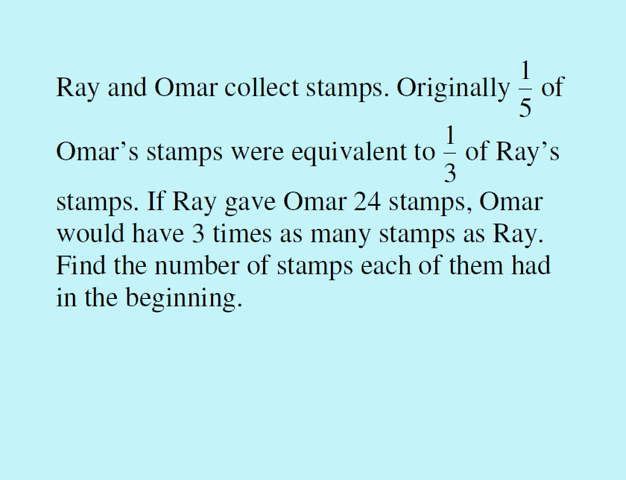 Ray and Omar collect stamps. Originally 1/5 of
Omar’s stamps were equivalent to 1/3 of Ray’s
stamps. If Ray gave Omar 24 stamps, Omar
would have 3 times as many stamps as Ray.
Find the number of stamps each of them had
in the beginning.